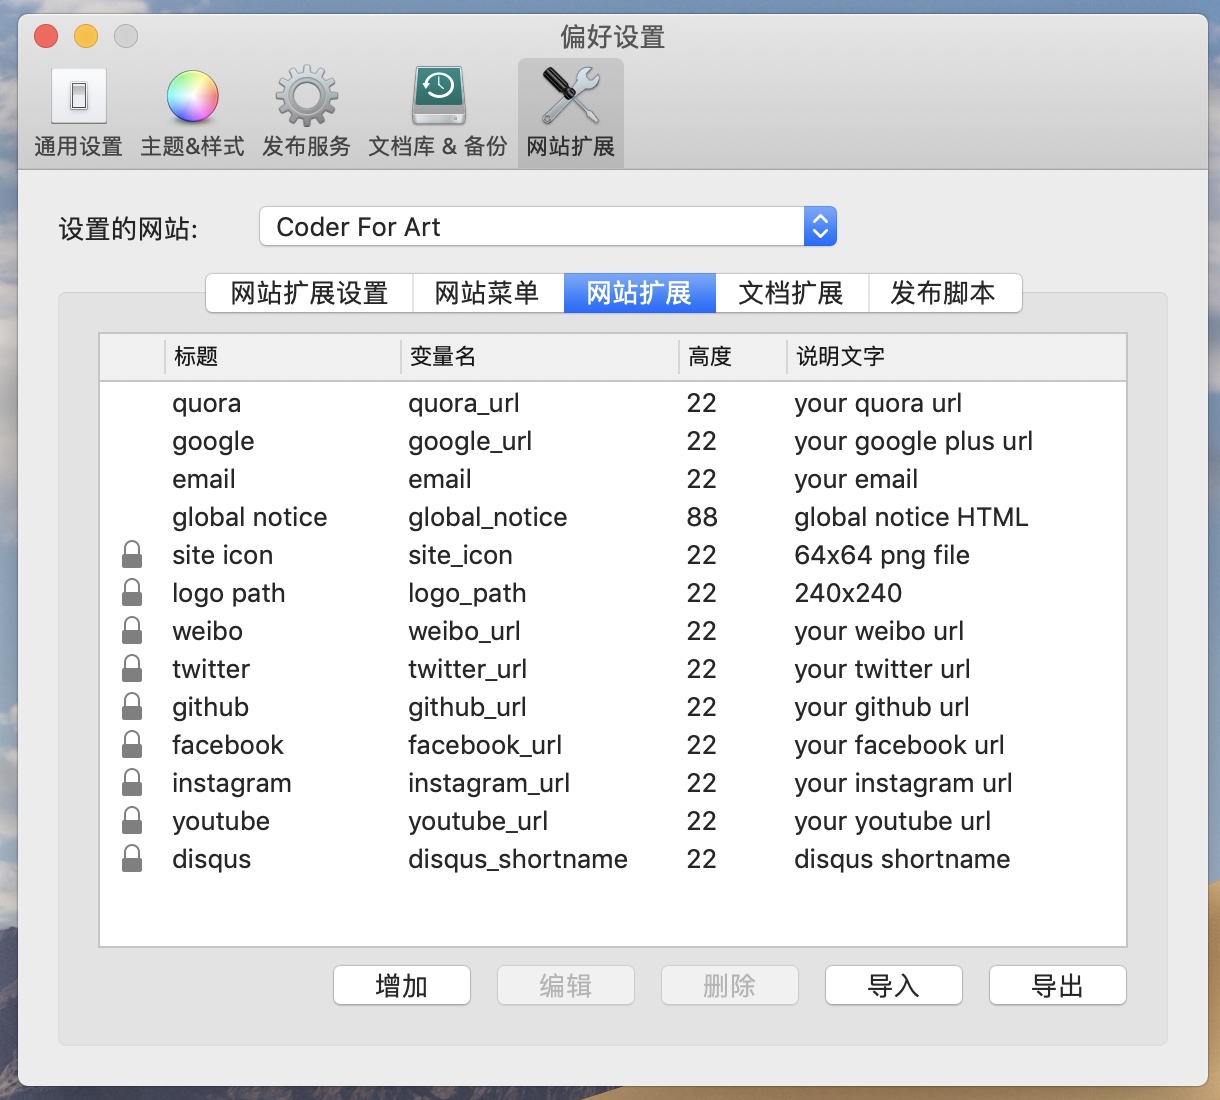 偏好设置
通用设置 主题&样式 发布服务 文档库 & 备份 网站扩展
设置的网站: Coder For Art
网站扩展设置 网站菜单 网站扩展 文档扩展 发布脚本
标题 变量名 高度 说明文字
quora quora_url 22 your quora url
google google_url 22 your google plus url
email email 22 your email
global notice global_notice 88 global notice HTML
site icon site_icon 22 64x64 png file
logo path logo_path 22 240x240
weibo weibo_url 22 your weibo url
twitter twitter_url 22 your twitter url
github github_url 22 your github url
facebook facebook_url 22 your facebook url
instagram instagram_url 22 your instagram url
youtube youtube_url 22 your youtube url
disqus disqus_shortname 22 disqus shortname
增加 编辑 删除 导入 导出